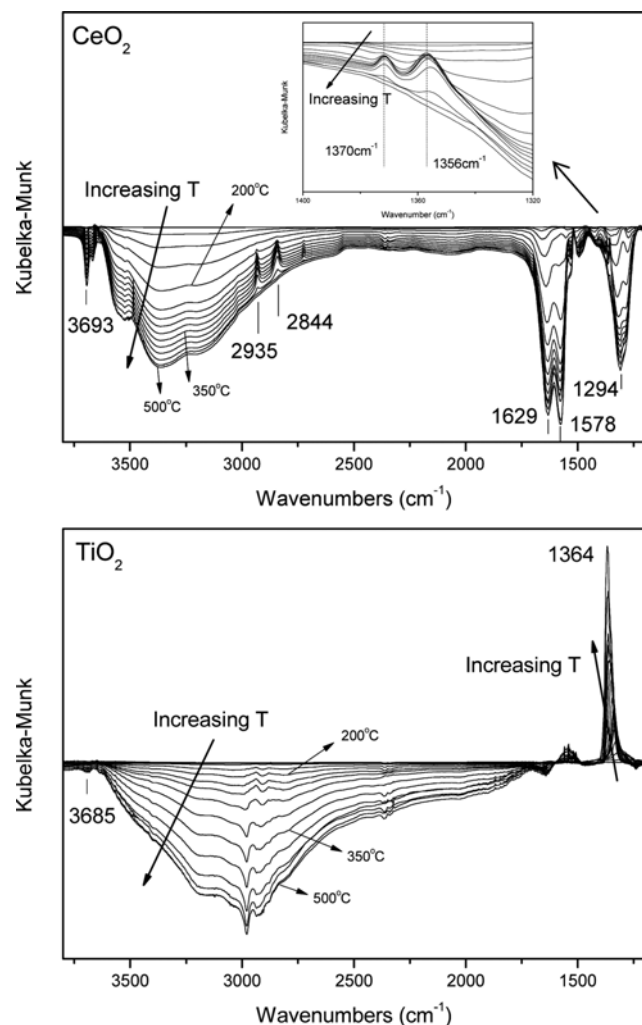 CeO₂
Kubelka-Munk
Increasing T
1370cm⁻¹
1356cm⁻¹
1400 1360 1320
Wavenumber (cm⁻¹)
Increasing T
200°C
Kubelka-Munk
3693
2935
2844
500°C
350°C
1294
1629
1578
3500 3000 2500 2000 1500
Wavenumbers (cm⁻¹)
TiO₂
1364
Increasing T
Increasing T
200°C
Kubelka-Munk
3685
350°C
500°C
3500 3000 2500 2000 1500
Wavenumbers (cm⁻¹)